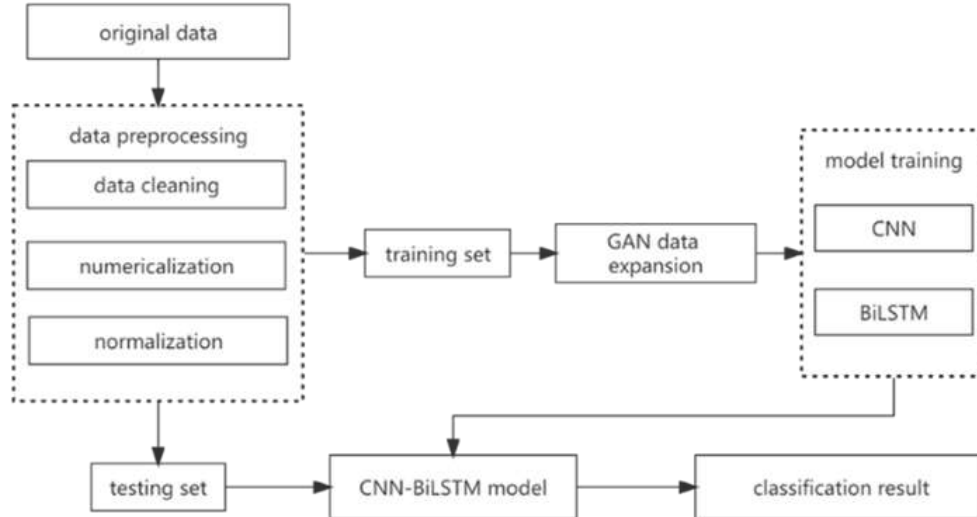 original data
data preprocessing
data cleaning
numericalization
normalization
training set
GAN data
expansion
model training
CNN
BiLSTM
testing set
CNN-BiLSTM model
classification result